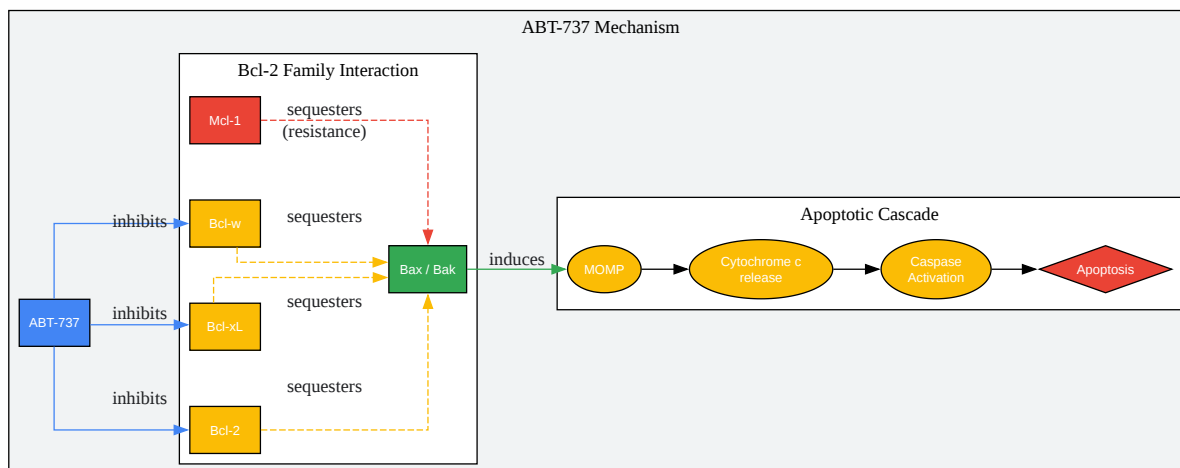 ABT-737 Mechanism
Bcl-2 Family Interaction
Mcl-1
sequesters
(resistance)
inhibits
Bcl-w
sequesters
Apoptotic Cascade
Bax / Bak
induces
MOMP
Cytochrome c
release
Caspase
Activation
Apoptosis
ABT-737
inhibits
Bcl-xL
sequesters
inhibits
Bcl-2
sequesters